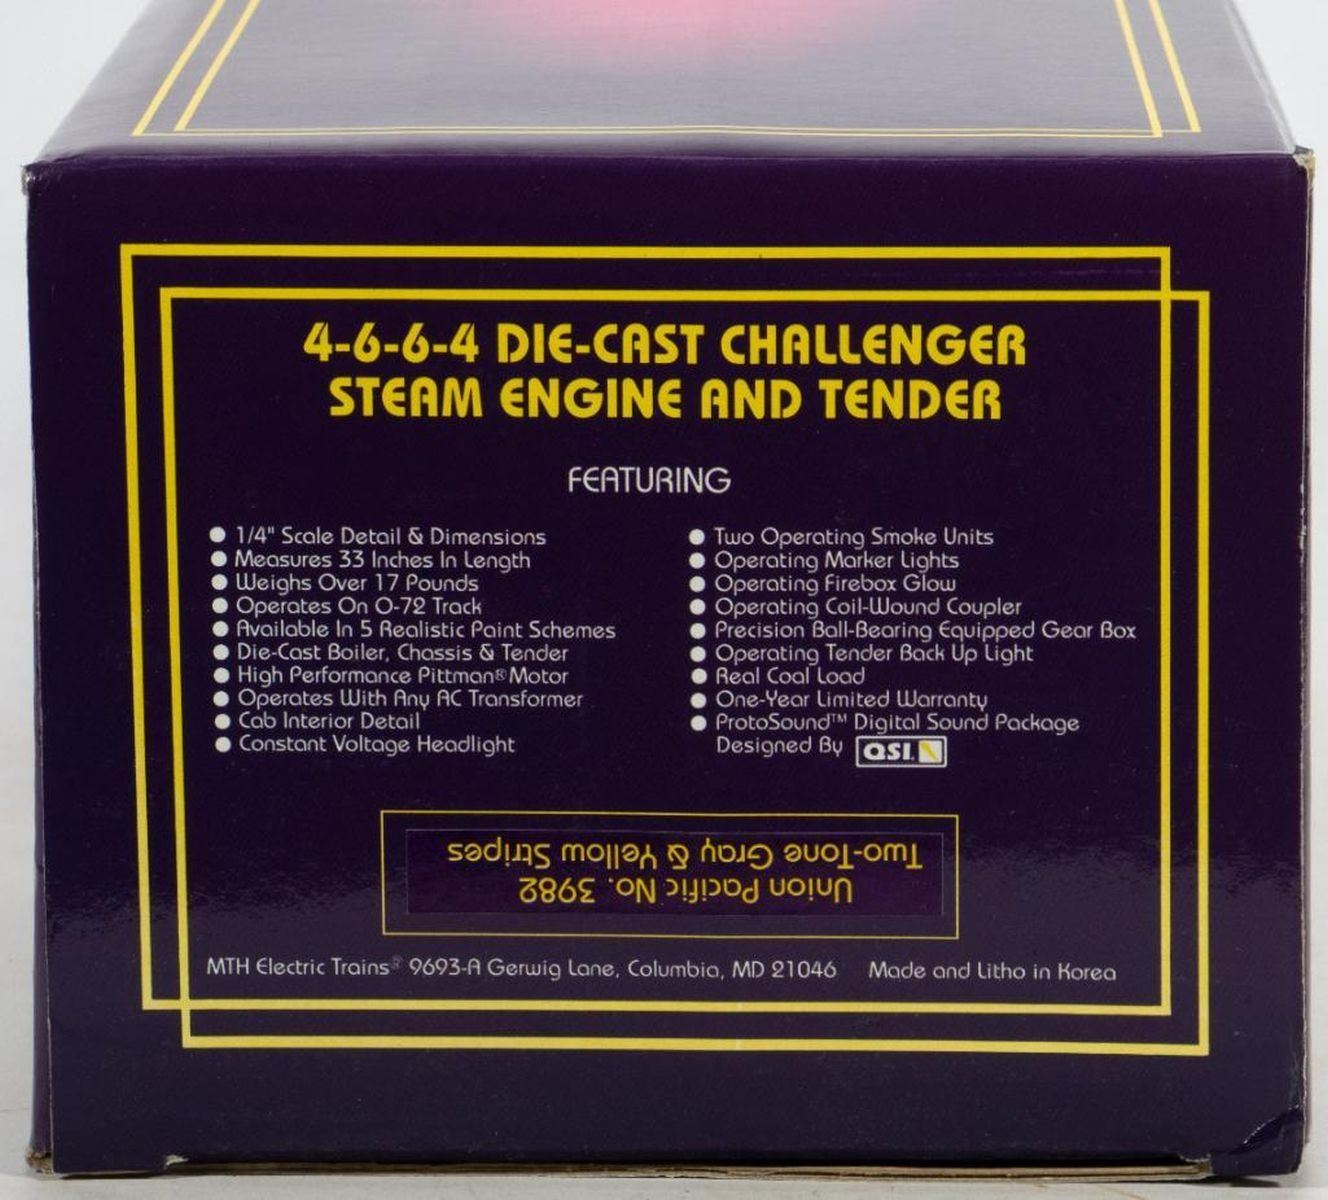 4-6-6-4 DIE-CAST CHALLENGER
STEAM ENGINE AND TENDER
FEATURING
● 1/4" Scale Detail & Dimensions
● Measures 33 Inches In Length
● Weighs Over 17 Pounds
● Operates On O-72 Track
● Available In 5 Realistic Paint Schemes
● Die-Cast Boiler, Chassis & Tender
● High Performance Pittman® Motor
● Operates With Any AC Transformer
● Cab Interior Detail
● Constant Voltage Headlight
● Two Operating Smoke Units
● Operating Marker Lights
● Operating Firebox Glow
● Operating Coil-Wound Coupler
● Precision Ball-Bearing Equipped Gear Box
● Operating Tender Back Up Light
● Real Coal Load
● One-Year Limited Warranty
● ProtoSound™ Digital Sound Package
Designed By QSI.
Union Pacific No. 3982
Two-Tone Gray & Yellow Stripes
MTH Electric Trains® 9693-A Gerwig Lane, Columbia, MD 21046 Made and Litho in Korea